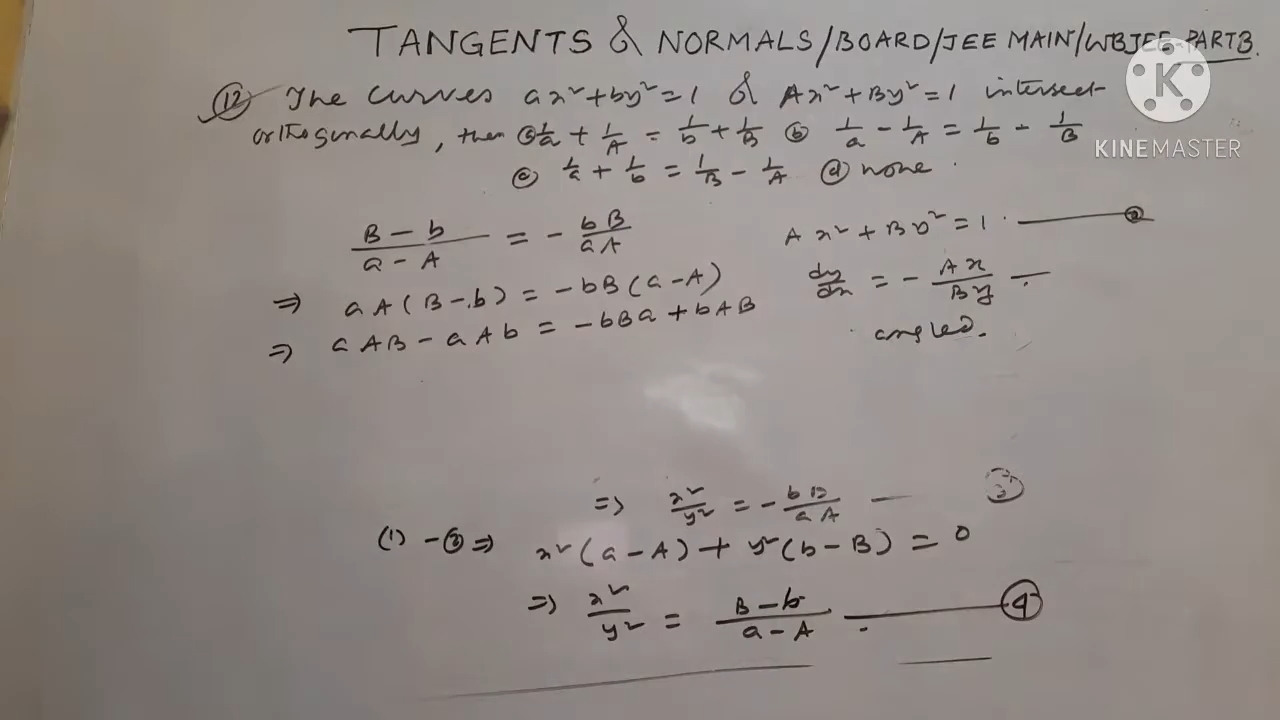 TANGENTS & NORMALS/BOARD/JEE MAIN/WBJEE-PART3.
K
KINEMASTER
⑫ The curves ax²+by²=1 & Ax²+By²=1 intersect
orthogonally, then ⓐ 1/a + 1/A = 1/b + 1/B ⓑ 1/a - 1/A = 1/b - 1/B
ⓒ 1/a + 1/b = 1/B - 1/A ⓓ none.
(B-b)/(a-A) = - bB/aA
⇒ aA(B-b) = -bB(a-A)
⇒ aAB - aAb = -bBa + bAB
Ax² + By² = 1 ②
dy/dx = - Ax/By
angled.
⇒ x²/y² = - bB/aA — ③
(1) - ② ⇒ x²(a-A) + y²(b-B) = 0
⇒ x²/y² = (B-b)/(a-A) — ④